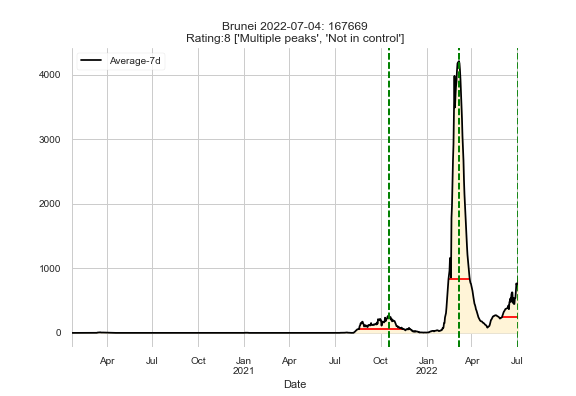 Brunei 2022-07-04: 167669
Rating:8 ['Multiple peaks', 'Not in control']
Average-7d
4000
3000
2000
1000
0
Apr Jul Oct Jan Apr Jul Oct Jan Apr Jul
2021 2022
Date